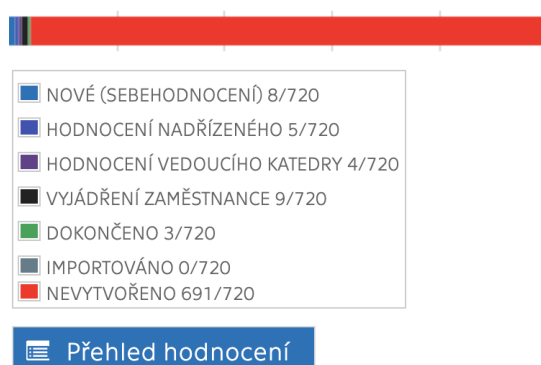 NOVÉ (SEBEHODNOCENÍ) 8/720
HODNOCENÍ NADŘÍZENÉHO 5/720
HODNOCENÍ VEDOUCÍHO KATEDRY 4/720
VYJÁDŘENÍ ZAMĚSTNANCE 9/720
DOKONČENO 3/720
IMPORTOVÁNO 0/720
NEVYTVOŘENO 691/720
Přehled hodnocení